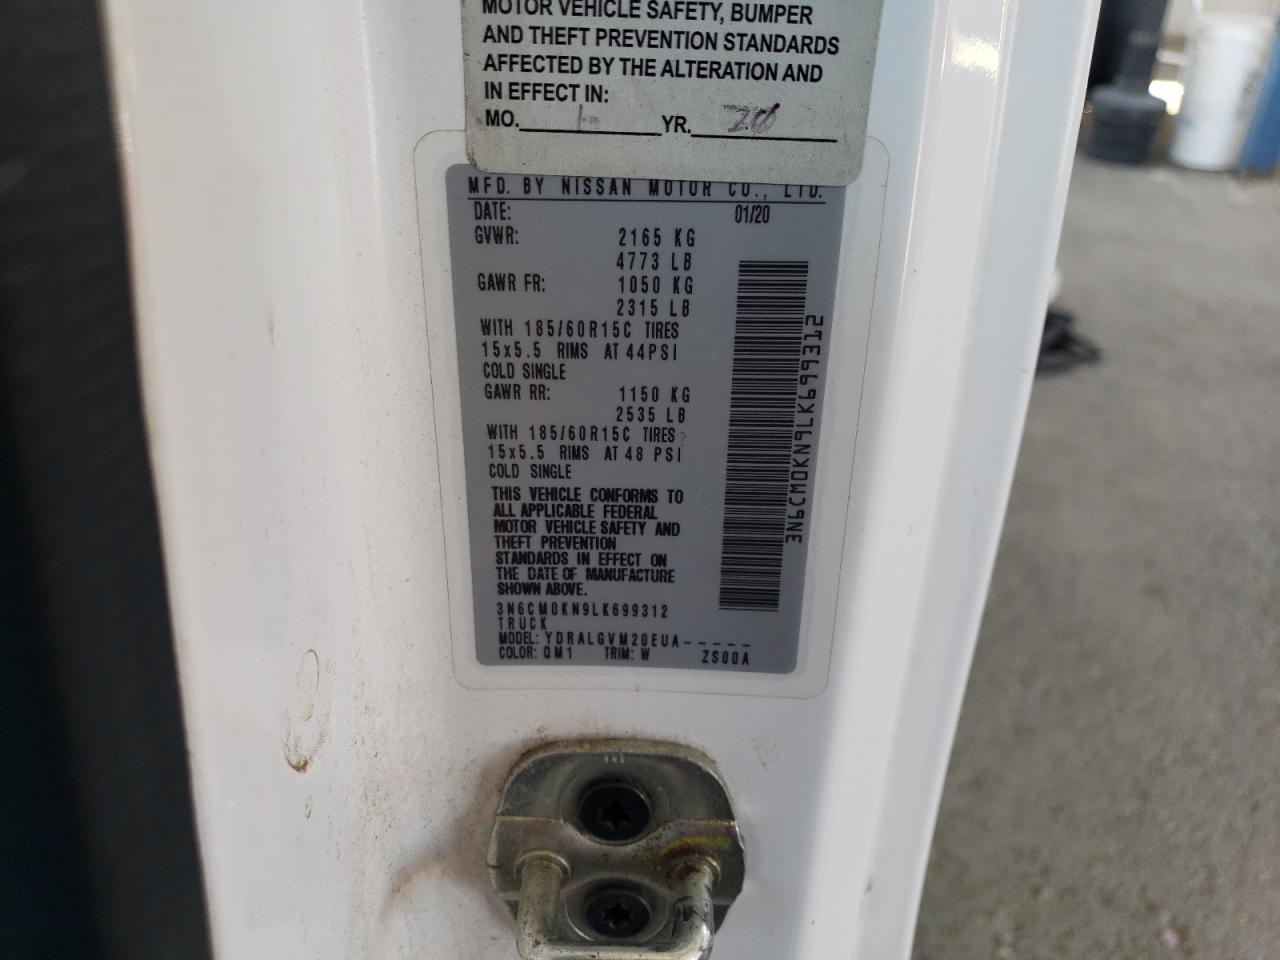 MOTOR VEHICLE SAFETY, BUMPER
AND THEFT PREVENTION STANDARDS
AFFECTED BY THE ALTERATION AND
IN EFFECT IN:
MO. 1 YR. 20
MFD. BY NISSAN MOTOR CO., LTD.
DATE: 01/20
GVWR: 2165 KG
4773 LB
GAWR FR: 1050 KG
2315 LB
WITH 185/60R15C TIRES
15x5.5 RIMS AT 44PSI
COLD SINGLE
GAWR RR: 1150 KG
2535 LB
WITH 185/60R15C TIRES
15x5.5 RIMS AT 48 PSI
COLD SINGLE
THIS VEHICLE CONFORMS TO
ALL APPLICABLE FEDERAL
MOTOR VEHICLE SAFETY AND
THEFT PREVENTION
STANDARDS IN EFFECT ON
THE DATE OF MANUFACTURE
SHOWN ABOVE.
3N6CM0KN9LK699312
TRUCK
MODEL: YDRALGVM20EUA-----
COLOR: QM1 TRIM: W ZS00A
3N6CM0KN9LK699312